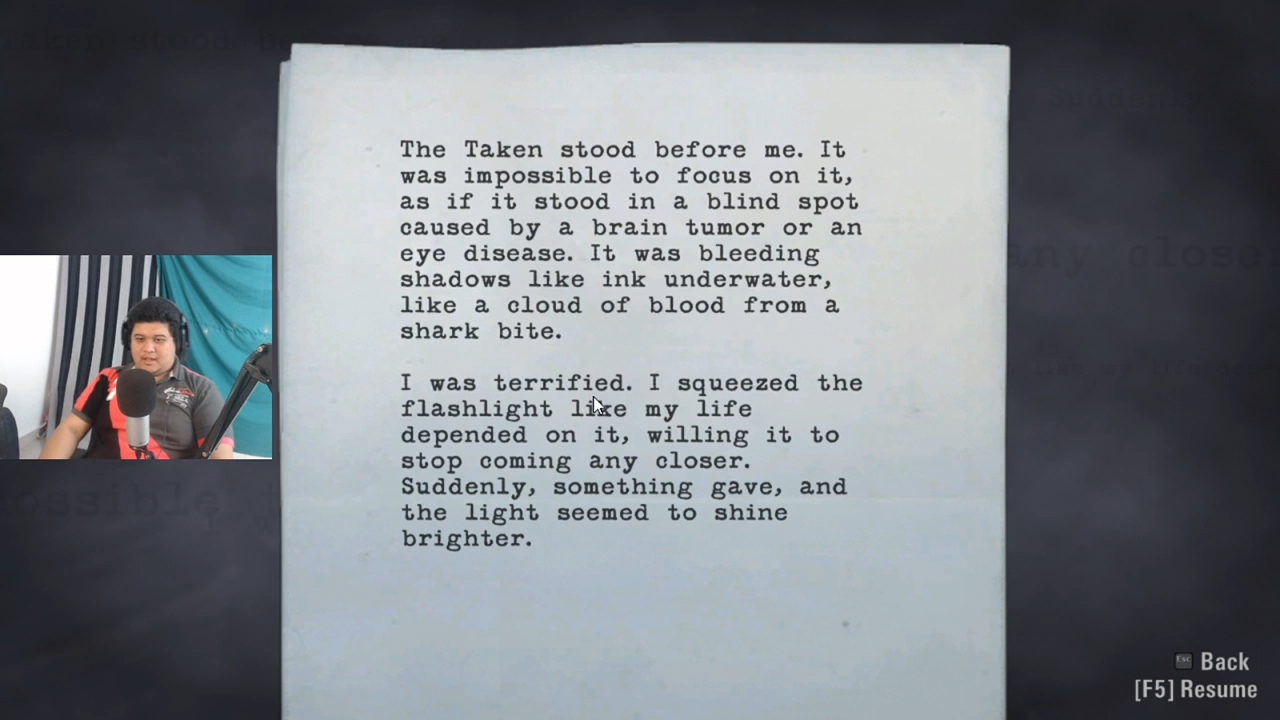 The Taken stood before me. It
was impossible to focus on it,
as if it stood in a blind spot
caused by a brain tumor or an
eye disease. It was bleeding
shadows like ink underwater,
like a cloud of blood from a
shark bite.
I was terrified. I squeezed the
flashlight like my life
depended on it, willing it to
stop coming any closer.
Suddenly, something gave, and
the light seemed to shine
brighter.
Esc Back
[F5] Resume